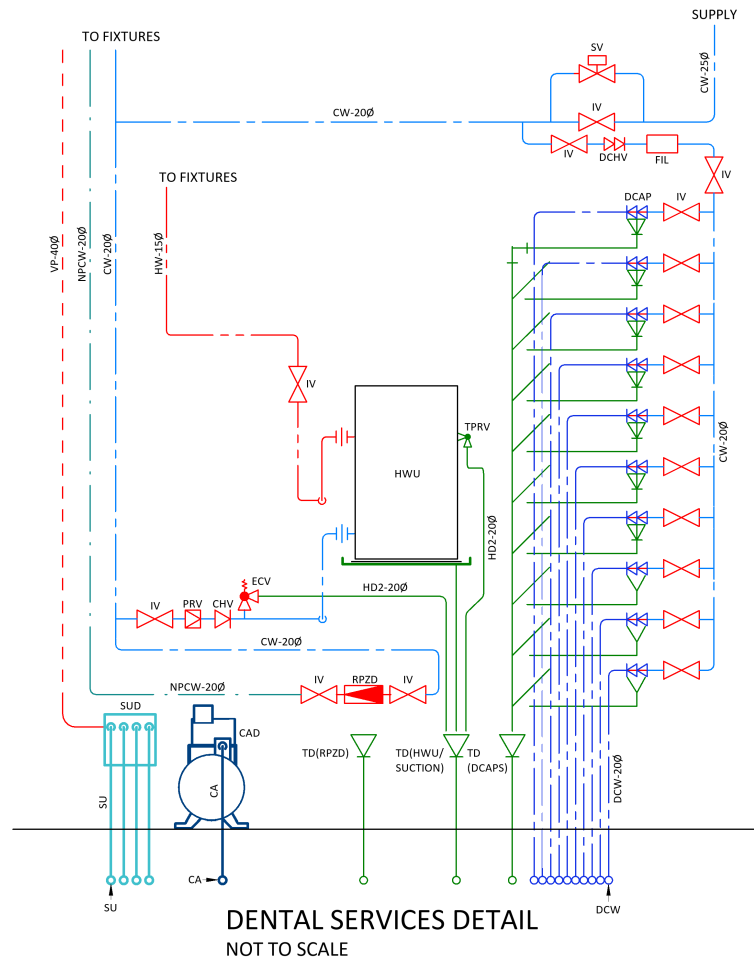 SUPPLY
TO FIXTURES
SV
CW-25Ø
CW-20Ø
IV
IV
DCHV
FIL
IV
TO FIXTURES
DCAP
IV
VP-40Ø
NPCW-20Ø
CW-20Ø
HW-15Ø
IV
TPRV
CW-20Ø
HWU
HD2-20Ø
ECV
HD2-20Ø
IV
PRV
CHV
CW-20Ø
NPCW-20Ø
IV
RPZD
IV
SUD
CAD
TD(RPZD)
TD(HWU/
SUCTION)
TD
(DCAPS)
DCW-20Ø
SU
CA
CA
SU
DCW
DENTAL SERVICES DETAIL
NOT TO SCALE